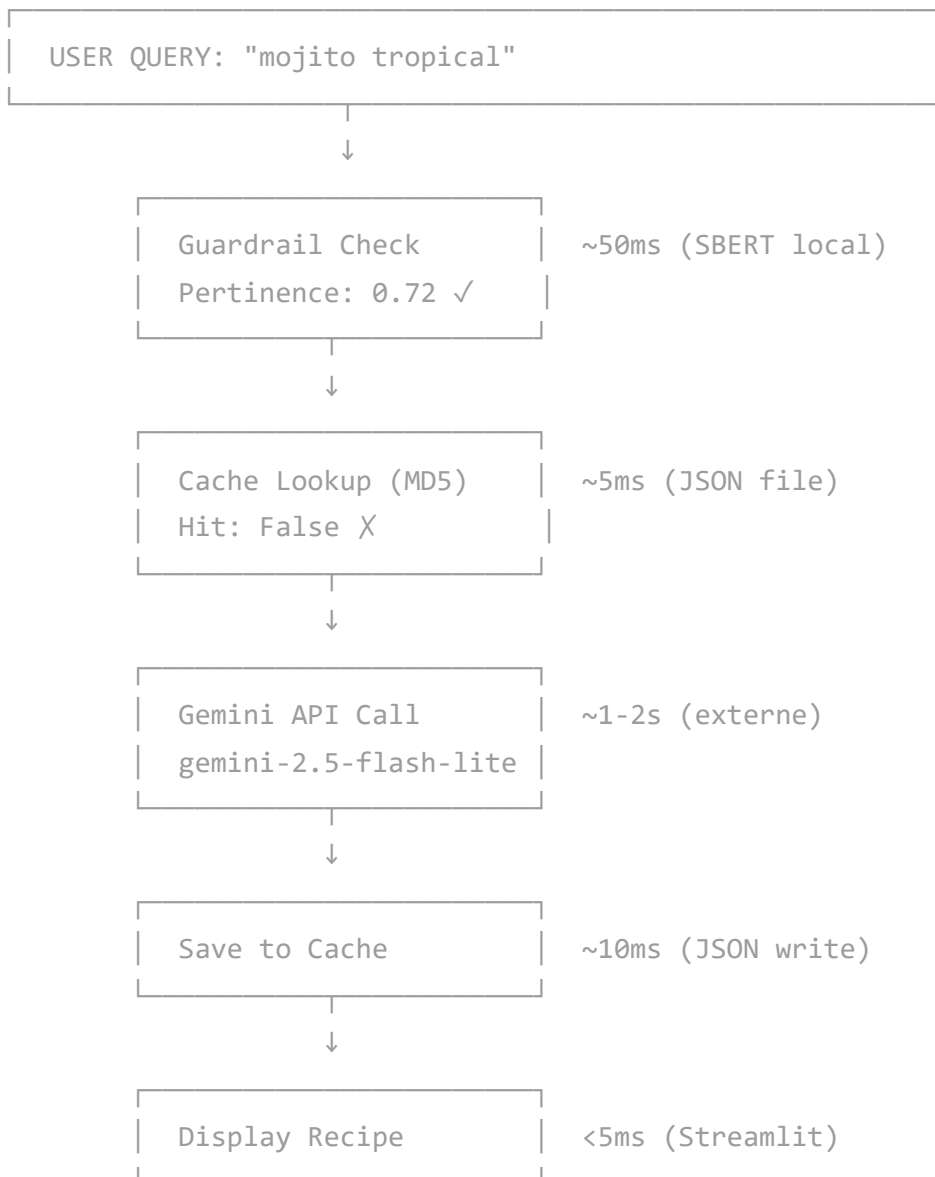 USER QUERY: "mojito tropical"
↓
Guardrail Check ~50ms (SBERT local)
Pertinence: 0.72 ✓
↓
Cache Lookup (MD5) ~5ms (JSON file)
Hit: False ✗
↓
Gemini API Call ~1-2s (externe)
gemini-2.5-flash-lite
↓
Save to Cache ~10ms (JSON write)
↓
Display Recipe <5ms (Streamlit)